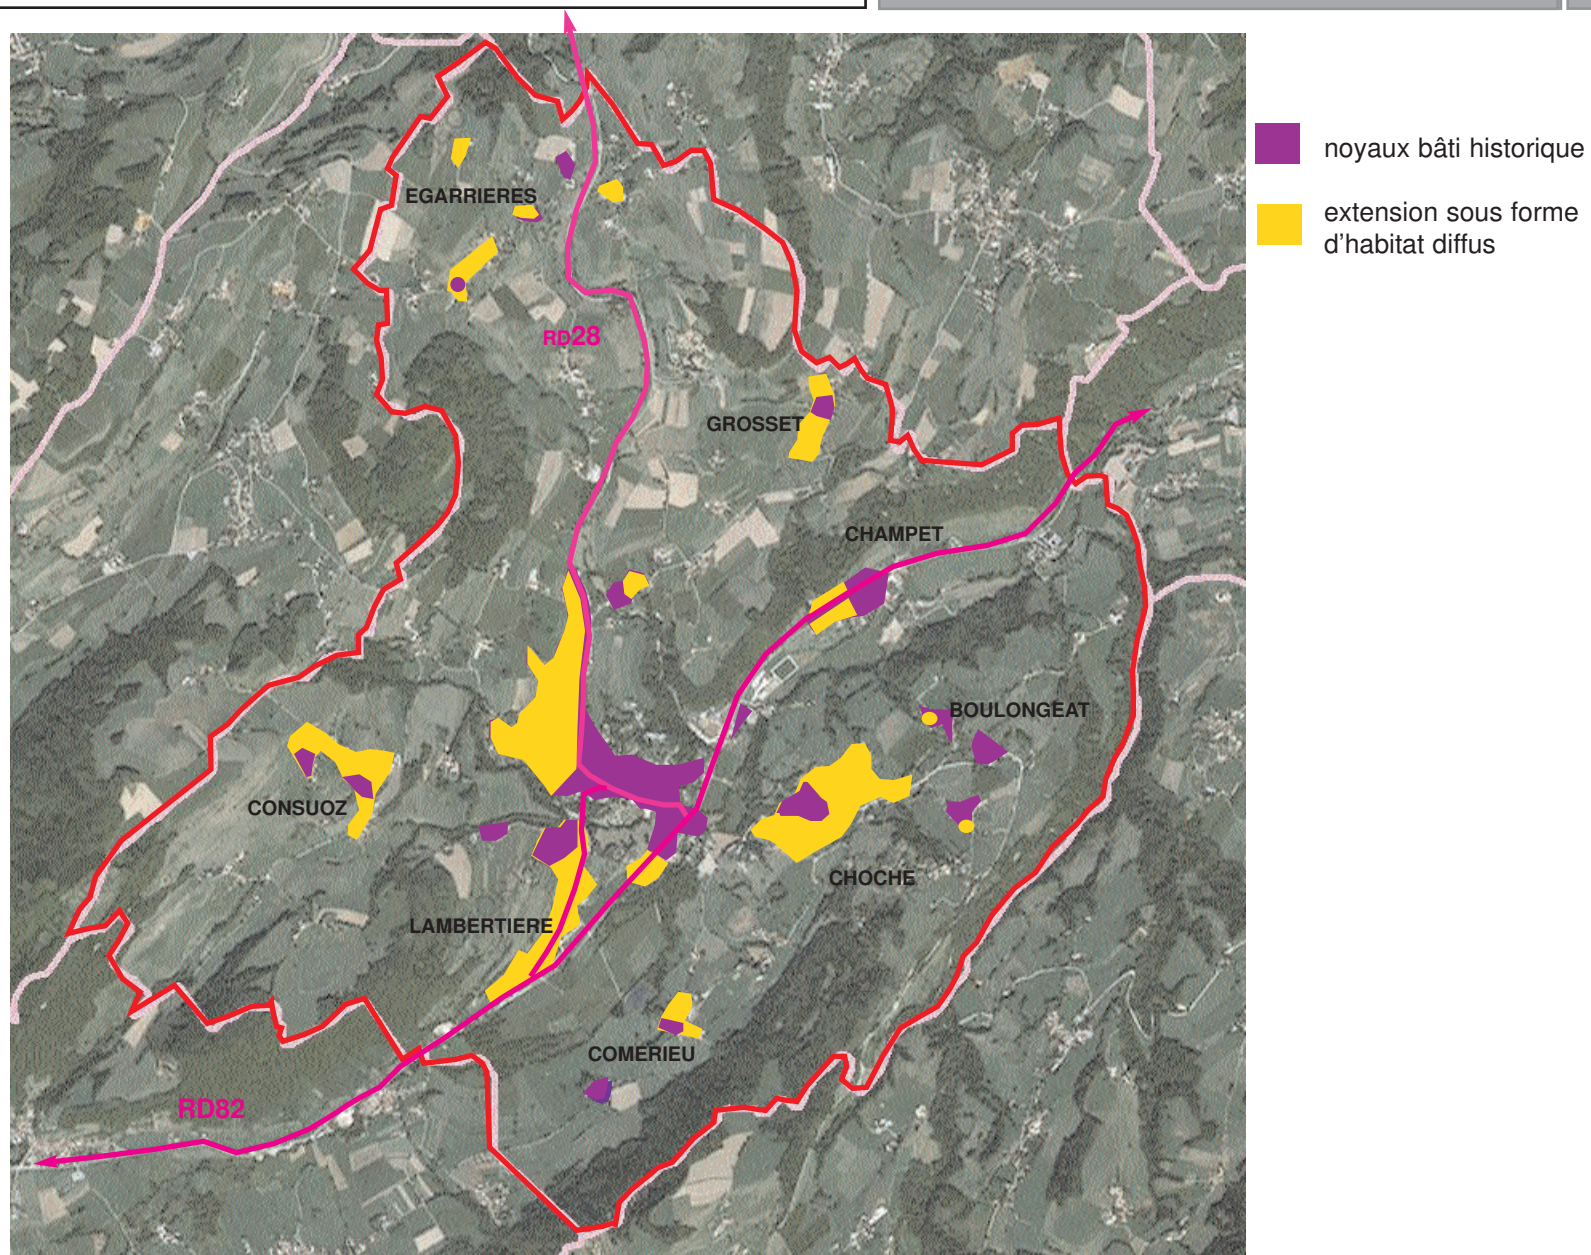 noyaux bâti historique
extension sous forme
d'habitat diffus
EGARRIERES
RD28
GROSSET
CHAMPET
BOULONGEAT
CONSUOZ
CHOCHE
LAMBERTIERE
COMERIEU
RD82